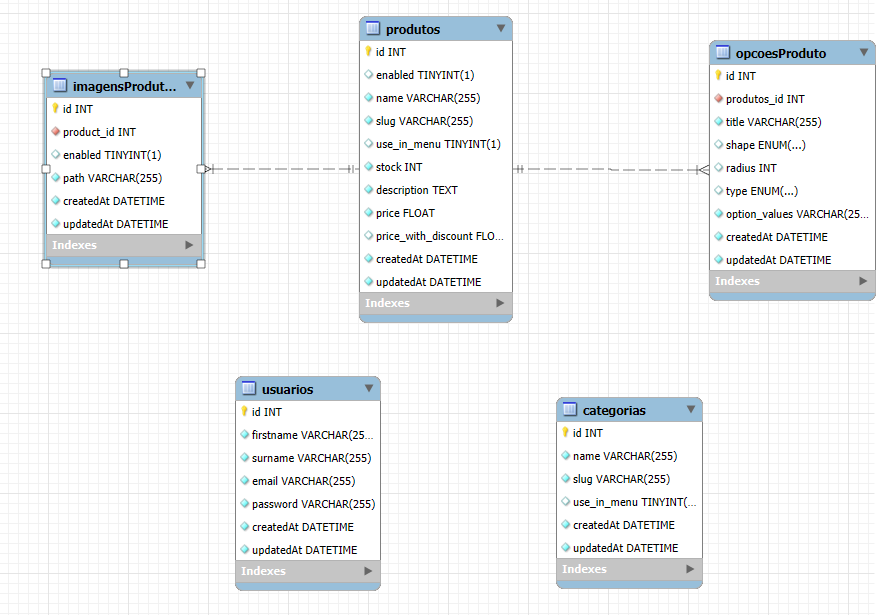 imagensProdut...
id INT
product_id INT
enabled TINYINT(1)
path VARCHAR(255)
createdAt DATETIME
updatedAt DATETIME
Indexes
produtos
id INT
enabled TINYINT(1)
name VARCHAR(255)
slug VARCHAR(255)
use_in_menu TINYINT(1)
stock INT
description TEXT
price FLOAT
price_with_discount FLO...
createdAt DATETIME
updatedAt DATETIME
Indexes
opcoesProduto
id INT
produtos_id INT
title VARCHAR(255)
shape ENUM(...)
radius INT
type ENUM(...)
option_values VARCHAR(25...
createdAt DATETIME
updatedAt DATETIME
Indexes
usuarios
id INT
firstname VARCHAR(25...
surname VARCHAR(255)
email VARCHAR(255)
password VARCHAR(255)
createdAt DATETIME
updatedAt DATETIME
Indexes
categorias
id INT
name VARCHAR(255)
slug VARCHAR(255)
use_in_menu TINYINT(...
createdAt DATETIME
updatedAt DATETIME
Indexes